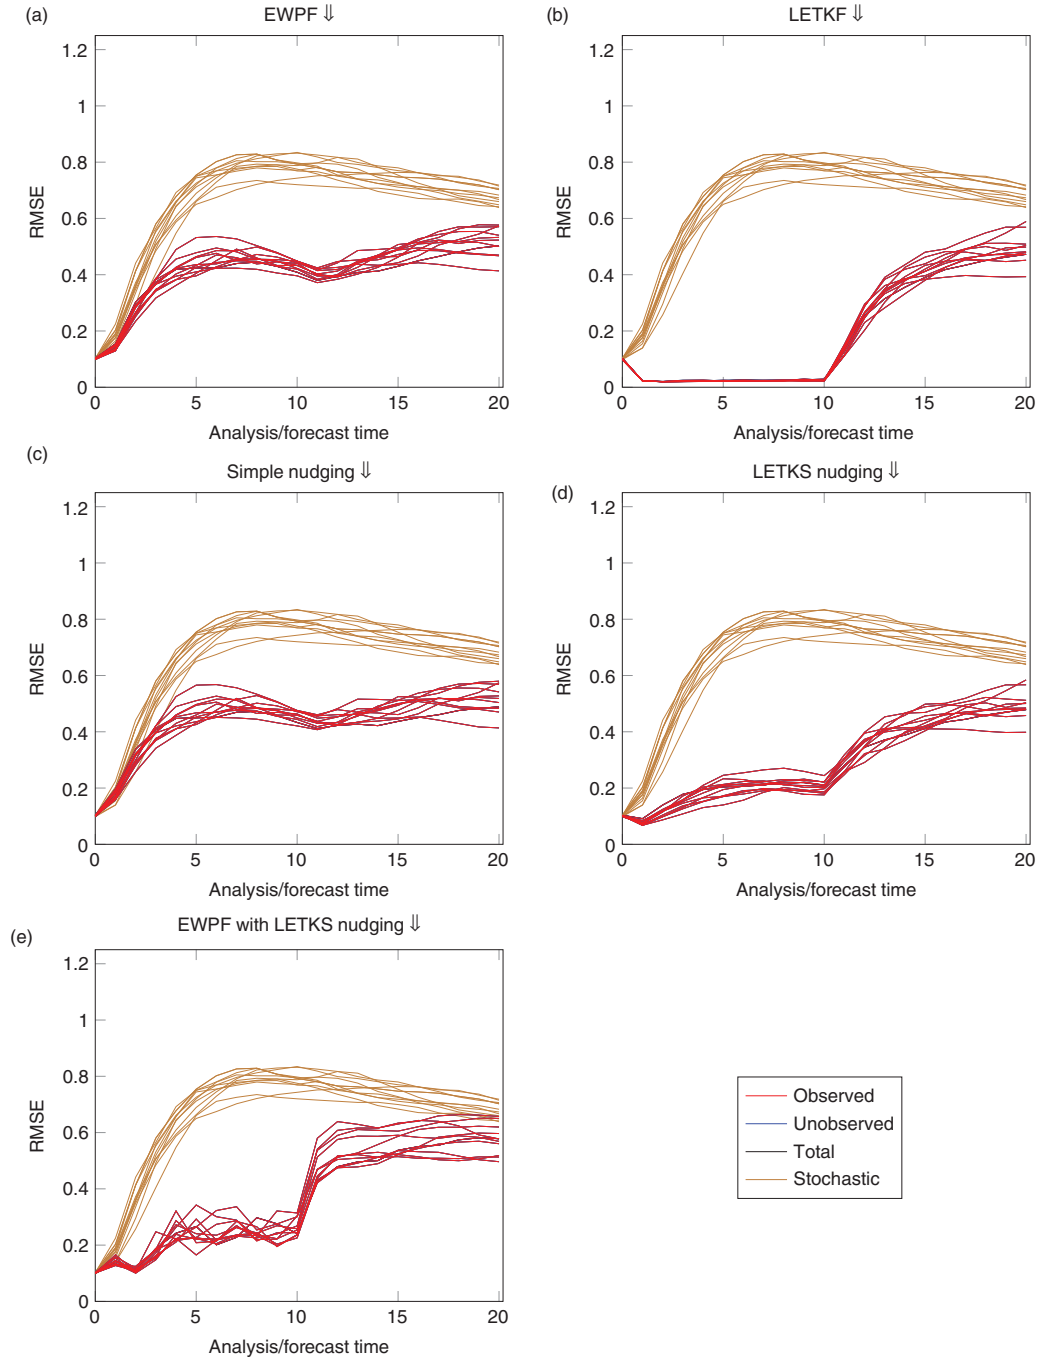 (a)
EWPF ⇓
1.2
1
0.8
0.6
0.4
0.2
0
RMSE
0 5 10 15 20
Analysis/forecast time
(b)
LETKF ⇓
1.2
1
0.8
0.6
0.4
0.2
0
RMSE
0 5 10 15 20
Analysis/forecast time
(c)
Simple nudging ⇓
1.2
1
0.8
0.6
0.4
0.2
0
RMSE
0 5 10 15 20
Analysis/forecast time
(d)
LETKS nudging ⇓
1.2
1
0.8
0.6
0.4
0.2
0
RMSE
0 5 10 15 20
Analysis/forecast time
(e)
EWPF with LETKS nudging ⇓
1.2
1
0.8
0.6
0.4
0.2
0
RMSE
0 5 10 15 20
Analysis/forecast time
Observed
Unobserved
Total
Stochastic